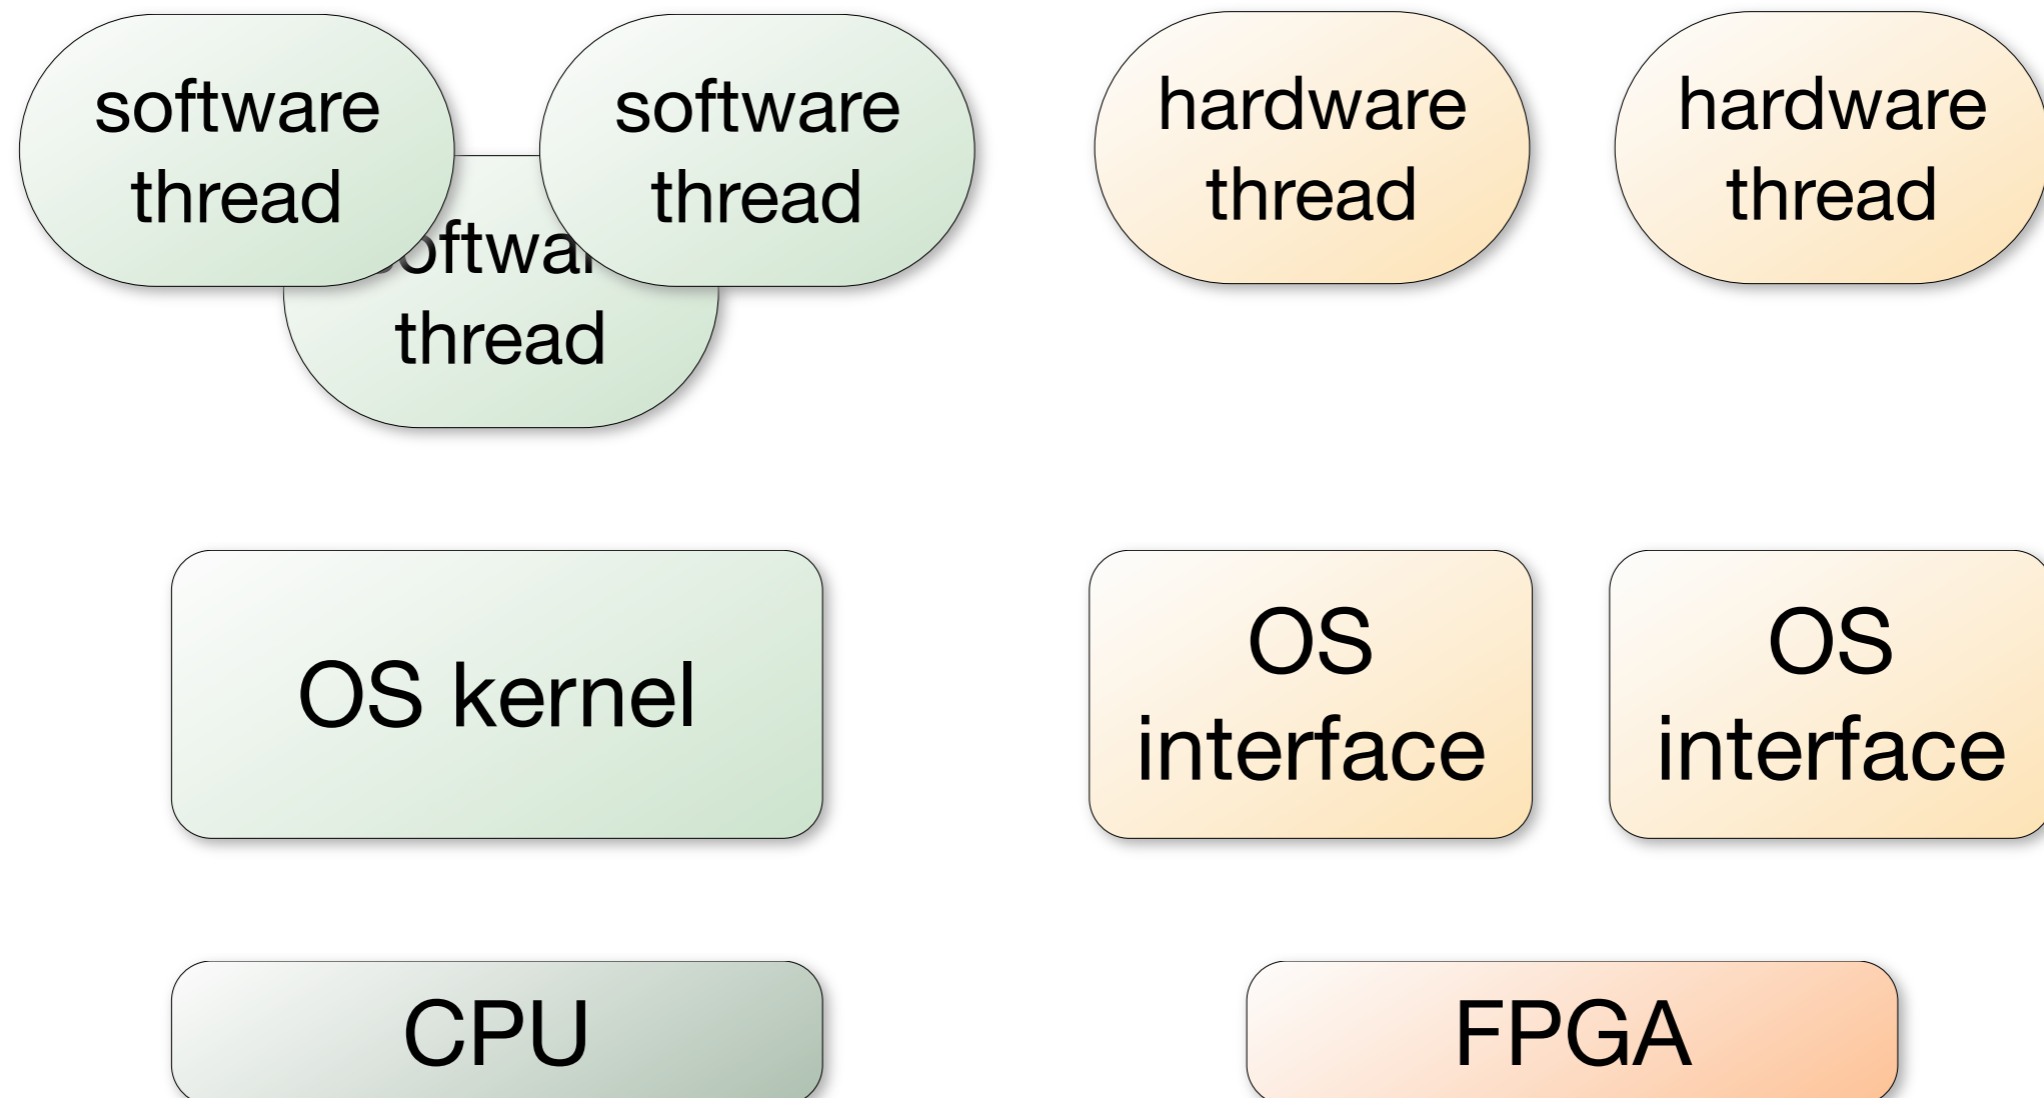 software
thread
software
thread
thread
hardware
thread
hardware
thread
OS kernel
OS
interface
OS
interface
CPU
FPGA